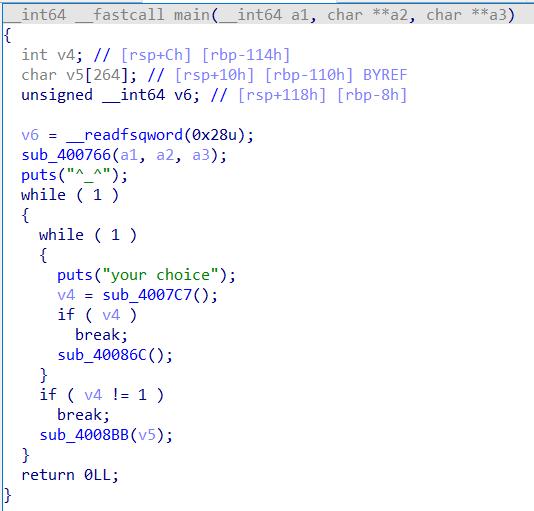 __int64 __fastcall main(__int64 a1, char **a2, char **a3)
{
  int v4; // [rsp+Ch] [rbp-114h]
  char v5[264]; // [rsp+10h] [rbp-110h] BYREF
  unsigned __int64 v6; // [rsp+118h] [rbp-8h]

  v6 = __readfsqword(0x28u);
  sub_400766(a1, a2, a3);
  puts("^_^");
  while ( 1 )
  {
    while ( 1 )
    {
      puts("your choice");
      v4 = sub_4007C7();
      if ( v4 )
        break;
      sub_40086C();
    }
    if ( v4 != 1 )
      break;
    sub_4008BB(v5);
  }
  return 0LL;
}